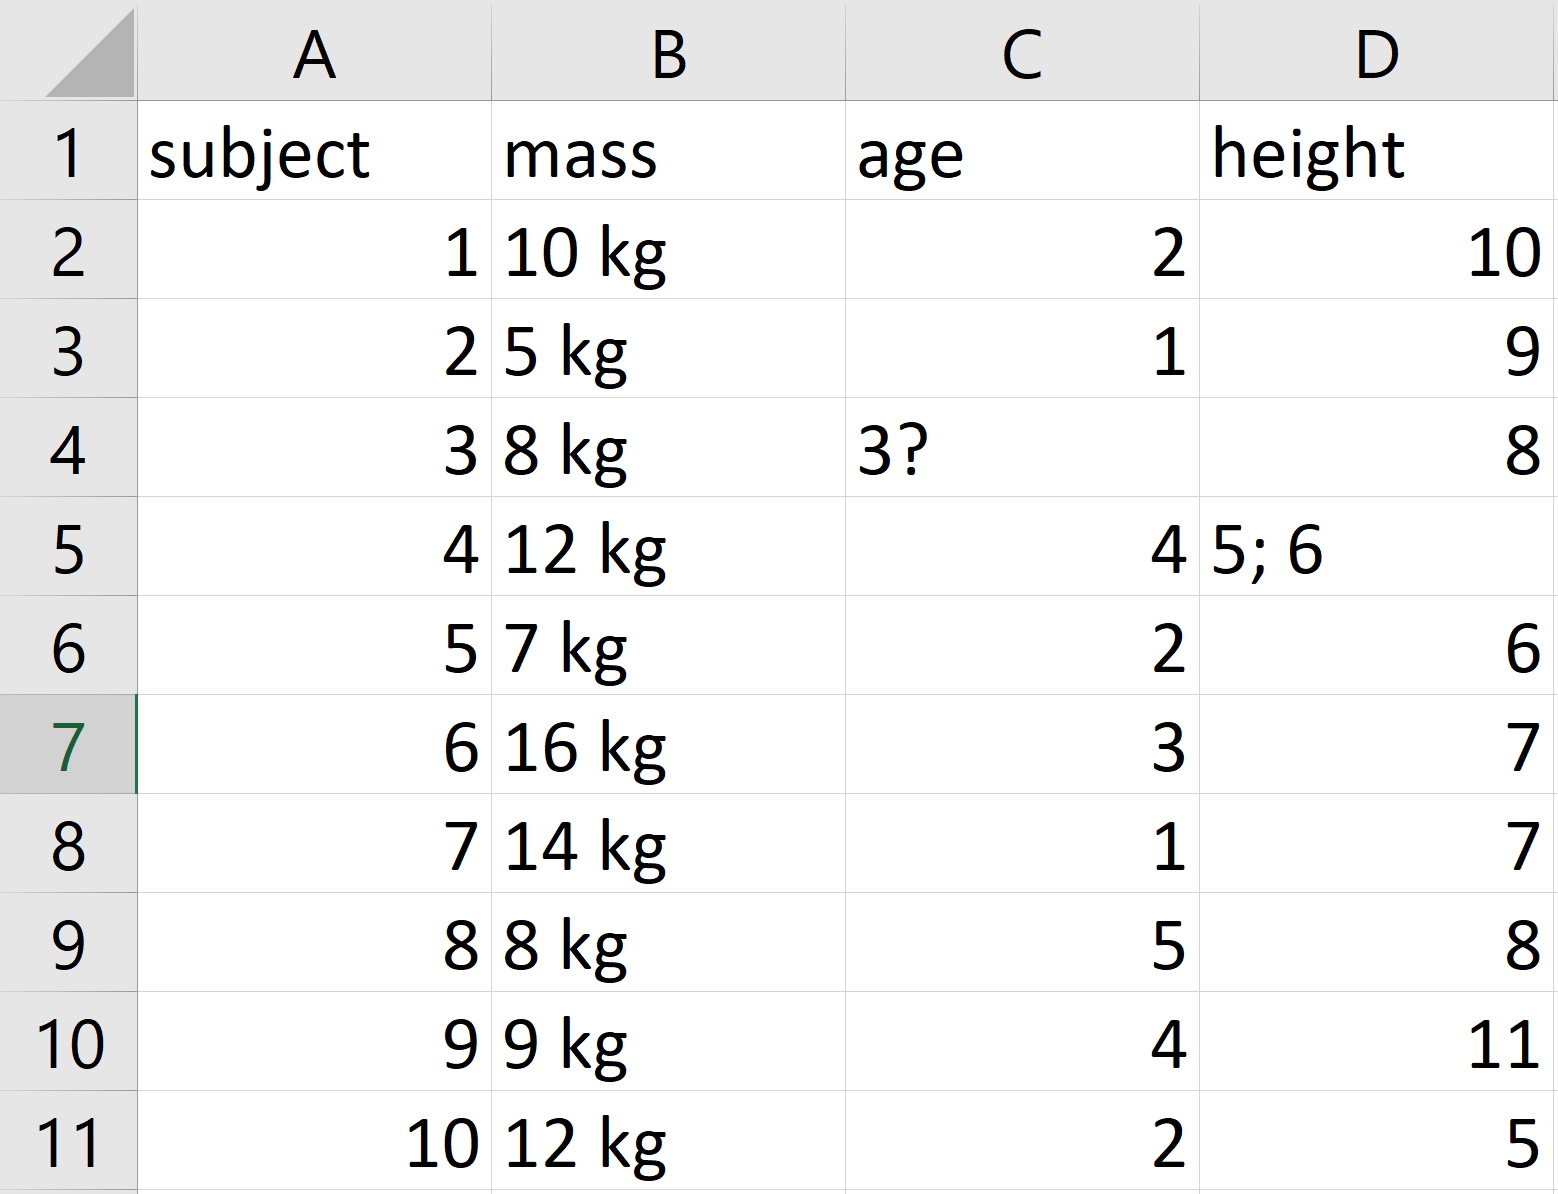 A B C D
1 subject mass age height
2 1 10 kg 2 10
3 2 5 kg 1 9
4 3 8 kg 3? 8
5 4 12 kg 4 5; 6
6 5 7 kg 2 6
7 6 16 kg 3 7
8 7 14 kg 1 7
9 8 8 kg 5 8
10 9 9 kg 4 11
11 10 12 kg 2 5